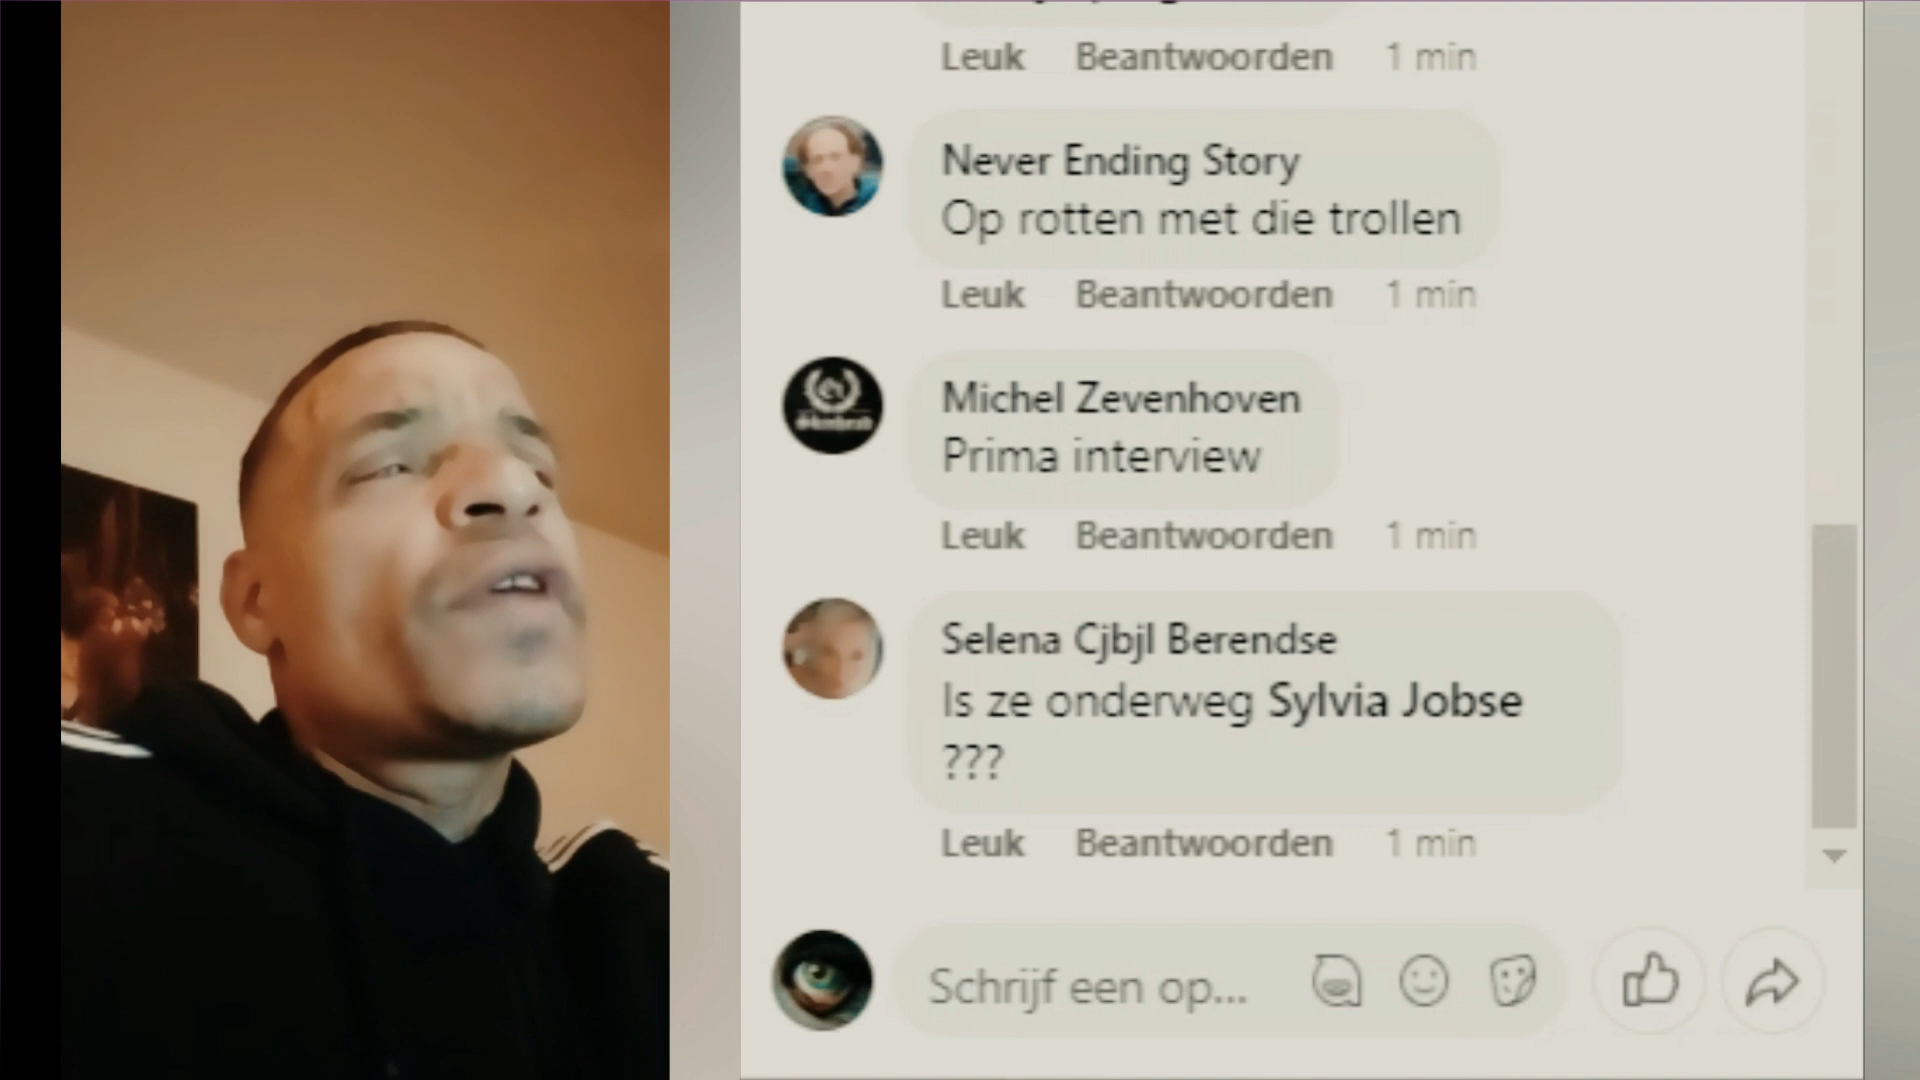 Leuk Beantwoorden 1 min
Never Ending Story
Op rotten met die trollen
Leuk Beantwoorden 1 min
Michel Zevenhoven
Prima interview
Leuk Beantwoorden 1 min
Selena Cjbjl Berendse
Is ze onderweg Sylvia Jobse
???
Leuk Beantwoorden 1 min
Schrijf een op...